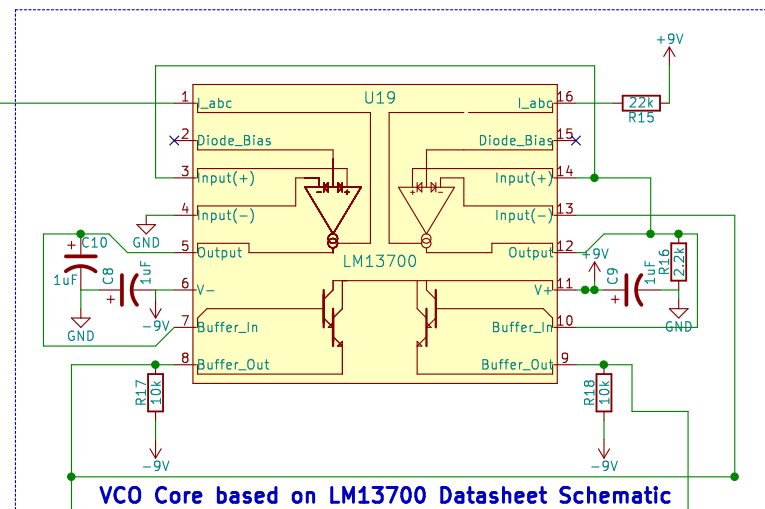 +9V
U19
1
I_abc
I_abc
16
22k
R15
2
Diode_Bias
Diode_Bias
15
3
Input(+)
Input(+)
14
4
Input(-)
Input(-)
13
GND
+
C10
1uF
5
Output
Output
12
+9V
R16
2.2k
LM13700
C8
1uF
+
6
V-
V+
11
C9
1uF
+
GND
-9V
GND
7
Buffer_In
Buffer_In
10
8
Buffer_Out
Buffer_Out
9
R17
10k
R18
10k
-9V
-9V
VCO Core based on LM13700 Datasheet Schematic